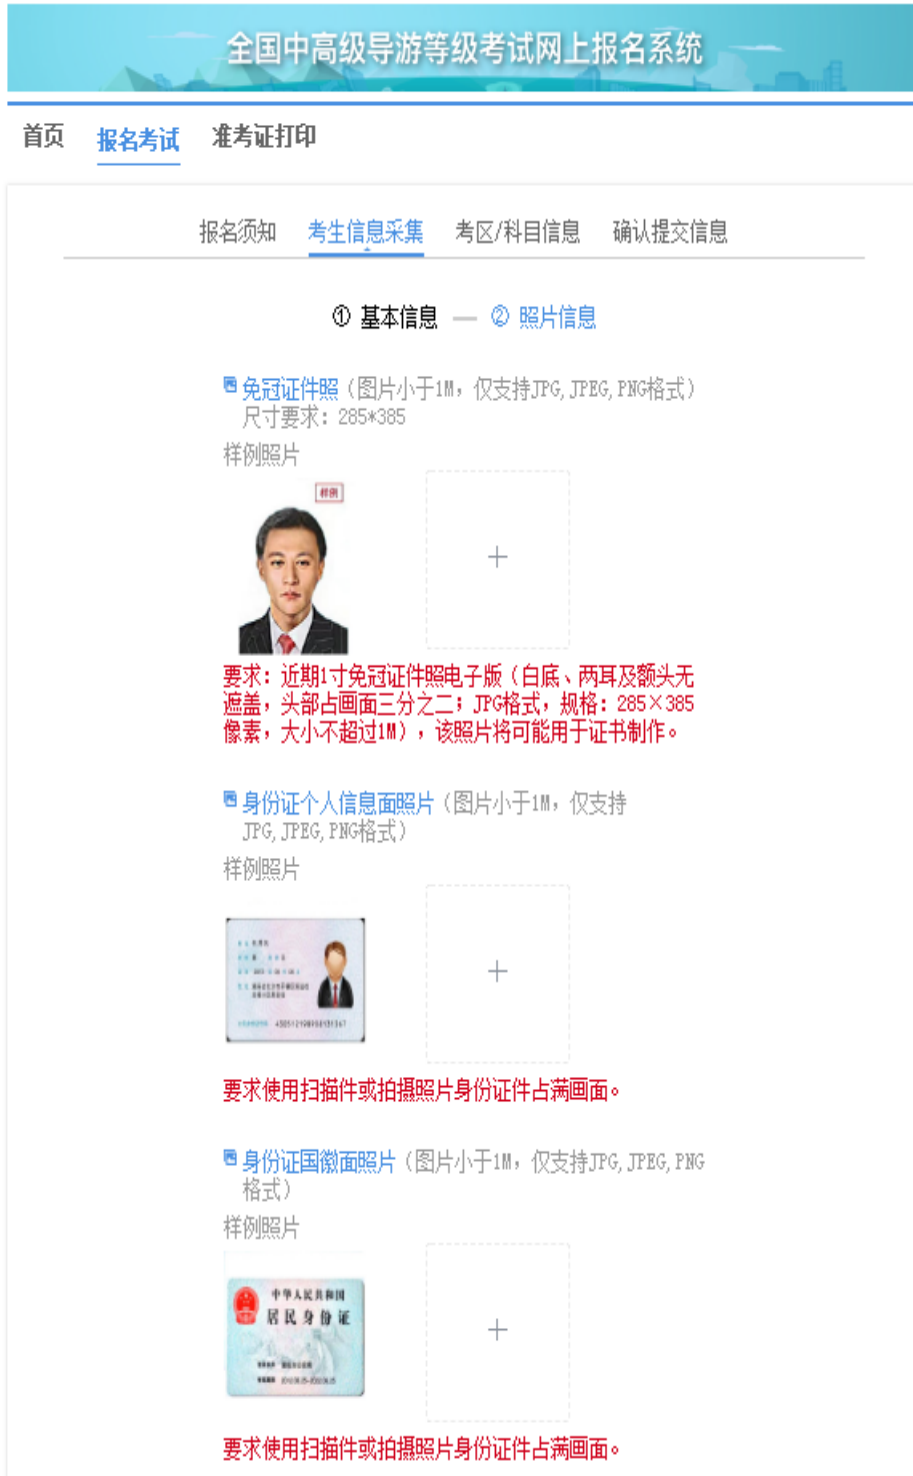 全国中高级导游等级考试网上报名系统
首页 报名考试 准考证打印
报名须知 考生信息采集 考区/科目信息 确认提交信息
① 基本信息 — ② 照片信息
免冠证件照（图片小于1M，仅支持JPG,JPEG,PNG格式）
尺寸要求：285*385
样例照片
样例
要求：近期1寸免冠证件照电子版（白底、两耳及额头无
遮盖，头部占画面三分之二；JPG格式，规格：285×385
像素，大小不超过1M），该照片将可能用于证书制作。
身份证个人信息面照片（图片小于1M，仅支持
JPG,JPEG,PNG格式）
样例照片
要求使用扫描件或拍摄照片身份证件占满画面。
身份证国徽面照片（图片小于1M，仅支持JPG,JPEG,PNG
格式）
样例照片
中华人民共和国
居民身份证
要求使用扫描件或拍摄照片身份证件占满画面。